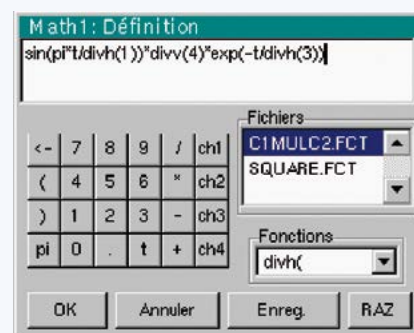 Math1: Définition
sin(pi*t/divh(1))*divv(4)*exp(-t/divh(3))
Fichiers
C1MULC2.FCT
SQUARE.FCT
<- 7 8 9 / ch1
( 4 5 6 * ch2
) 1 2 3 - ch3
pi 0 . t + ch4
Fonctions
divh(
OK Annuler Enreg. RAZ